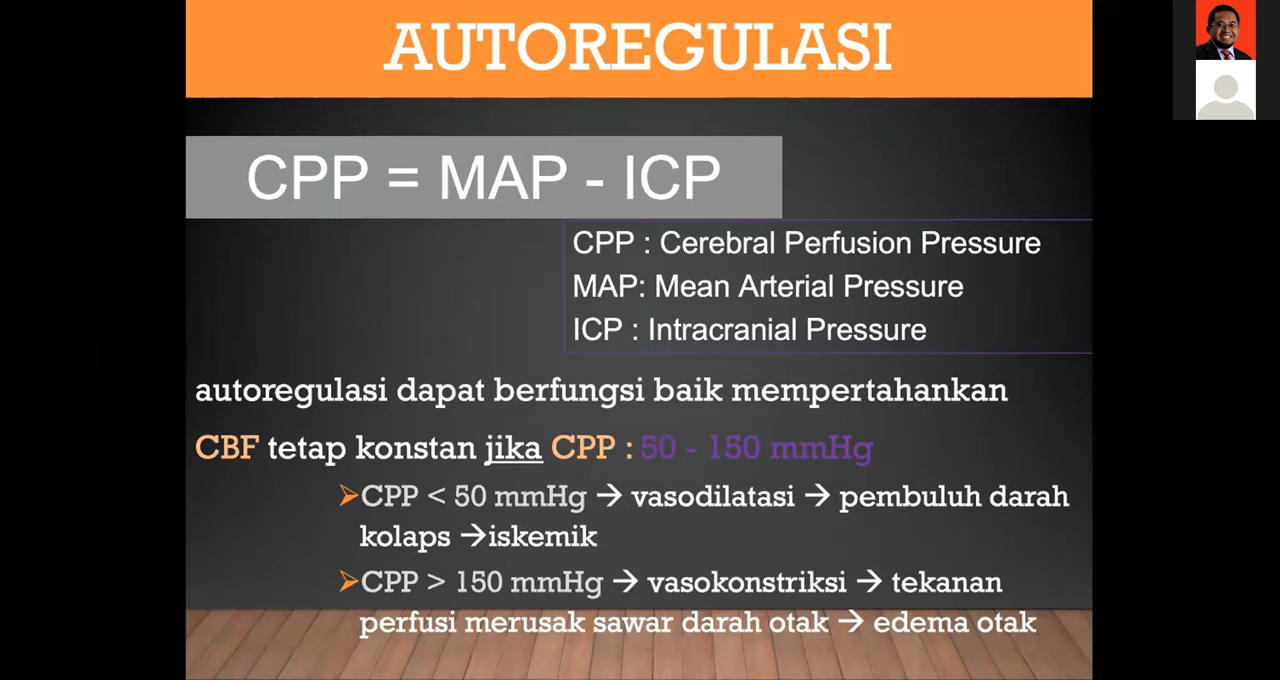 AUTOREGULASI
CPP = MAP - ICP
CPP : Cerebral Perfusion Pressure
MAP: Mean Arterial Pressure
ICP : Intracranial Pressure
autoregulasi dapat berfungsi baik mempertahankan
CBF tetap konstan jika CPP : 50 - 150 mmHg
➢CPP < 50 mmHg → vasodilatasi → pembuluh darah
kolaps →iskemik
➢CPP > 150 mmHg → vasokonstriksi → tekanan
perfusi merusak sawar darah otak → edema otak